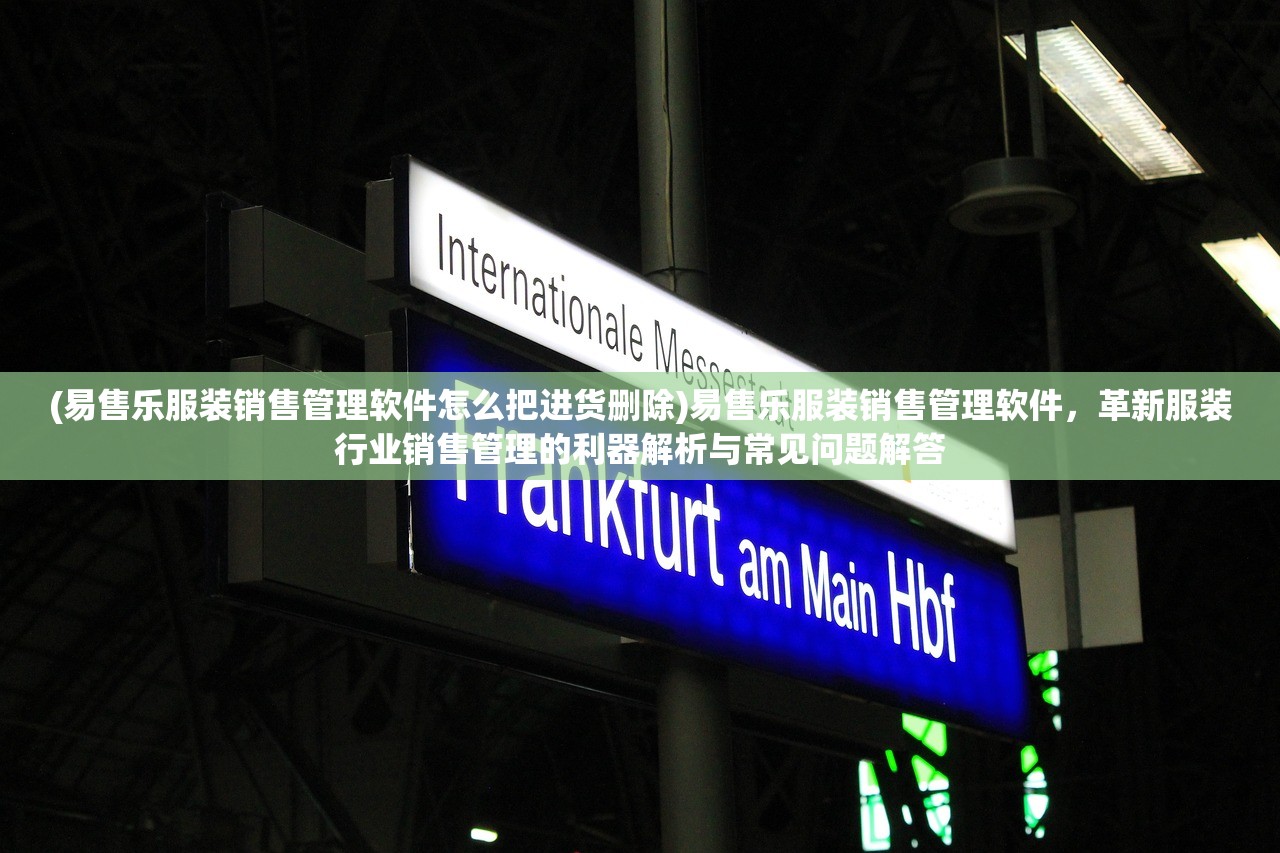 Internationale Messestadt
(易售乐服装销售管理软件怎么把进货删除)易售乐服装销售管理软件，革新服装
行业销售管理的利器解析与常见问题解答
Frankfurt am Main Hbf